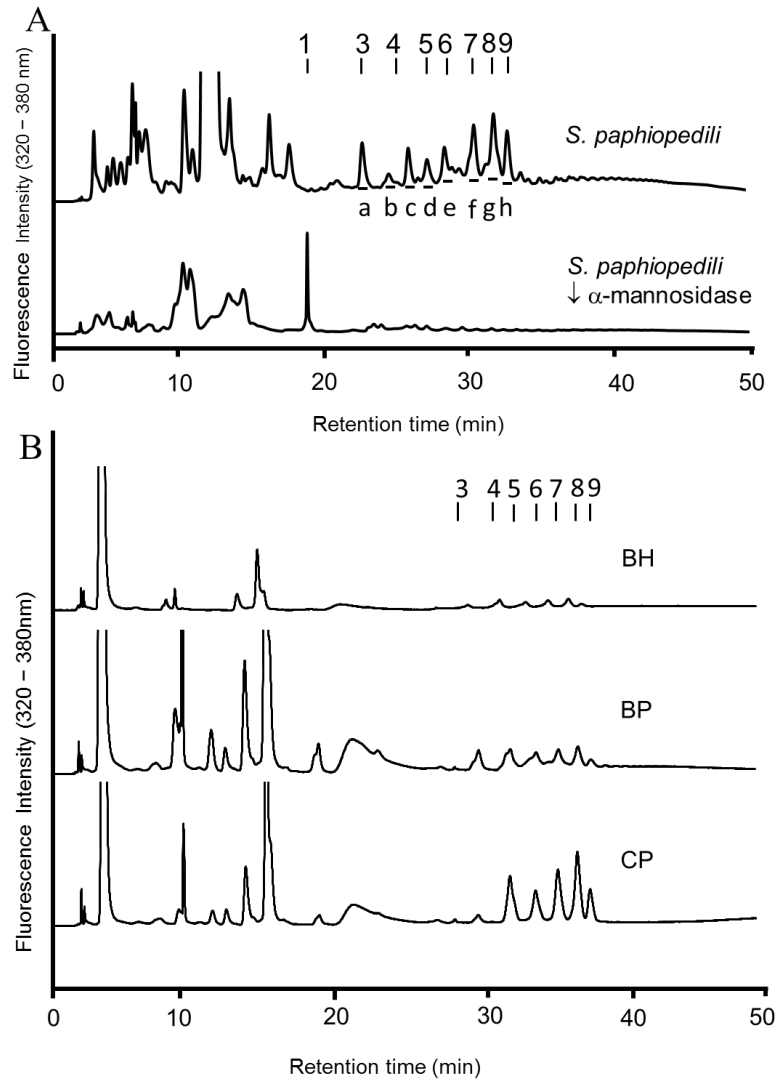 A
1 3 4 5 6 7 8 9
S. paphiopedili
a b c d e f g h
S. paphiopedili
↓ α-mannosidase
Fluorescence Intensity (320 – 380 nm)
0 10 20 30 40 50
Retention time (min)
B
3 4 5 6 7 8 9
BH
BP
CP
Fluorescence Intensity (320 – 380nm)
0 10 20 30 40 50
Retention time (min)